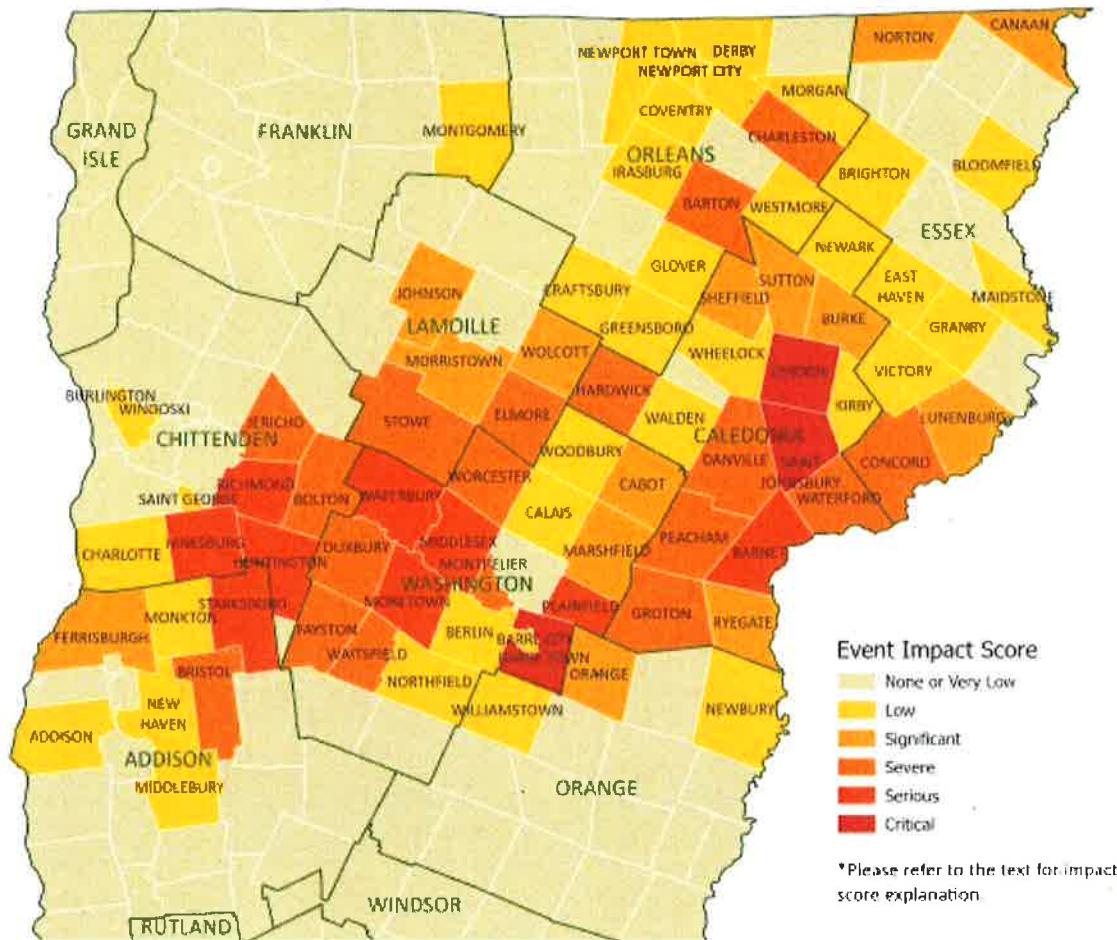 CANAAN
NORTON
NEWPORT TOWN
DERBY
NEWPORT CITY
MORGAN
COVENTRY
GRAND
ISLE
FRANKLIN
MONTGOMERY
CHARLESTON
ORLEANS
IRASBURG
BRIGHTON
BLOOMFIELD
BARTON
WESTMORE
ESSEX
NEWARK
GLOVER
SUTTON
EAST
HAVEN
JOHNSON
CRAFTSBURY
SHEFFIELD
MAIDSTONE
LAMOILLE
GREENSBORO
BURKE
GRANBY
MORRISTOWN
WOLCOTT
WHEELOCK
VICTORY
BURLINGTON
WINOOSKI
HARDWICK
LYNDON
KIRBY
STOWE
ELMORE
WALDEN
LUNENBURG
CHITTENDEN
JERICHO
CALEDONIA
WOODBURY
DANVILLE
SAINT
JOHNSBURY
CONCORD
RICHMOND
WORCESTER
CABOT
SAINT GEORGE
BOLTON
WATERBURY
WATERFORD
CALAIS
CHARLOTTE
HINESBURG
DUXBURY
MIDDLESEX
MARSHFIELD
PEACHAM
BARNET
HUNTINGTON
MONTPELIER
WASHINGTON
STARKSBORO
MORETOWN
PLAINFIELD
GROTON
MONKTON
RYEGATE
FERRISBURGH
FAYSTON
BERLIN
BARRE CITY
BARRE TOWN
WAITSFIELD
BRISTOL
ORANGE
NORTHFIELD
NEW
HAVEN
WILLIAMSTOWN
NEWBURY
ADDISON
ADDISON
MIDDLEBURY
ORANGE
WINDSOR
RUTLAND
Event Impact Score
None or Very Low
Low
Significant
Severe
Serious
Critical
*Please refer to the text for impact
score explanation